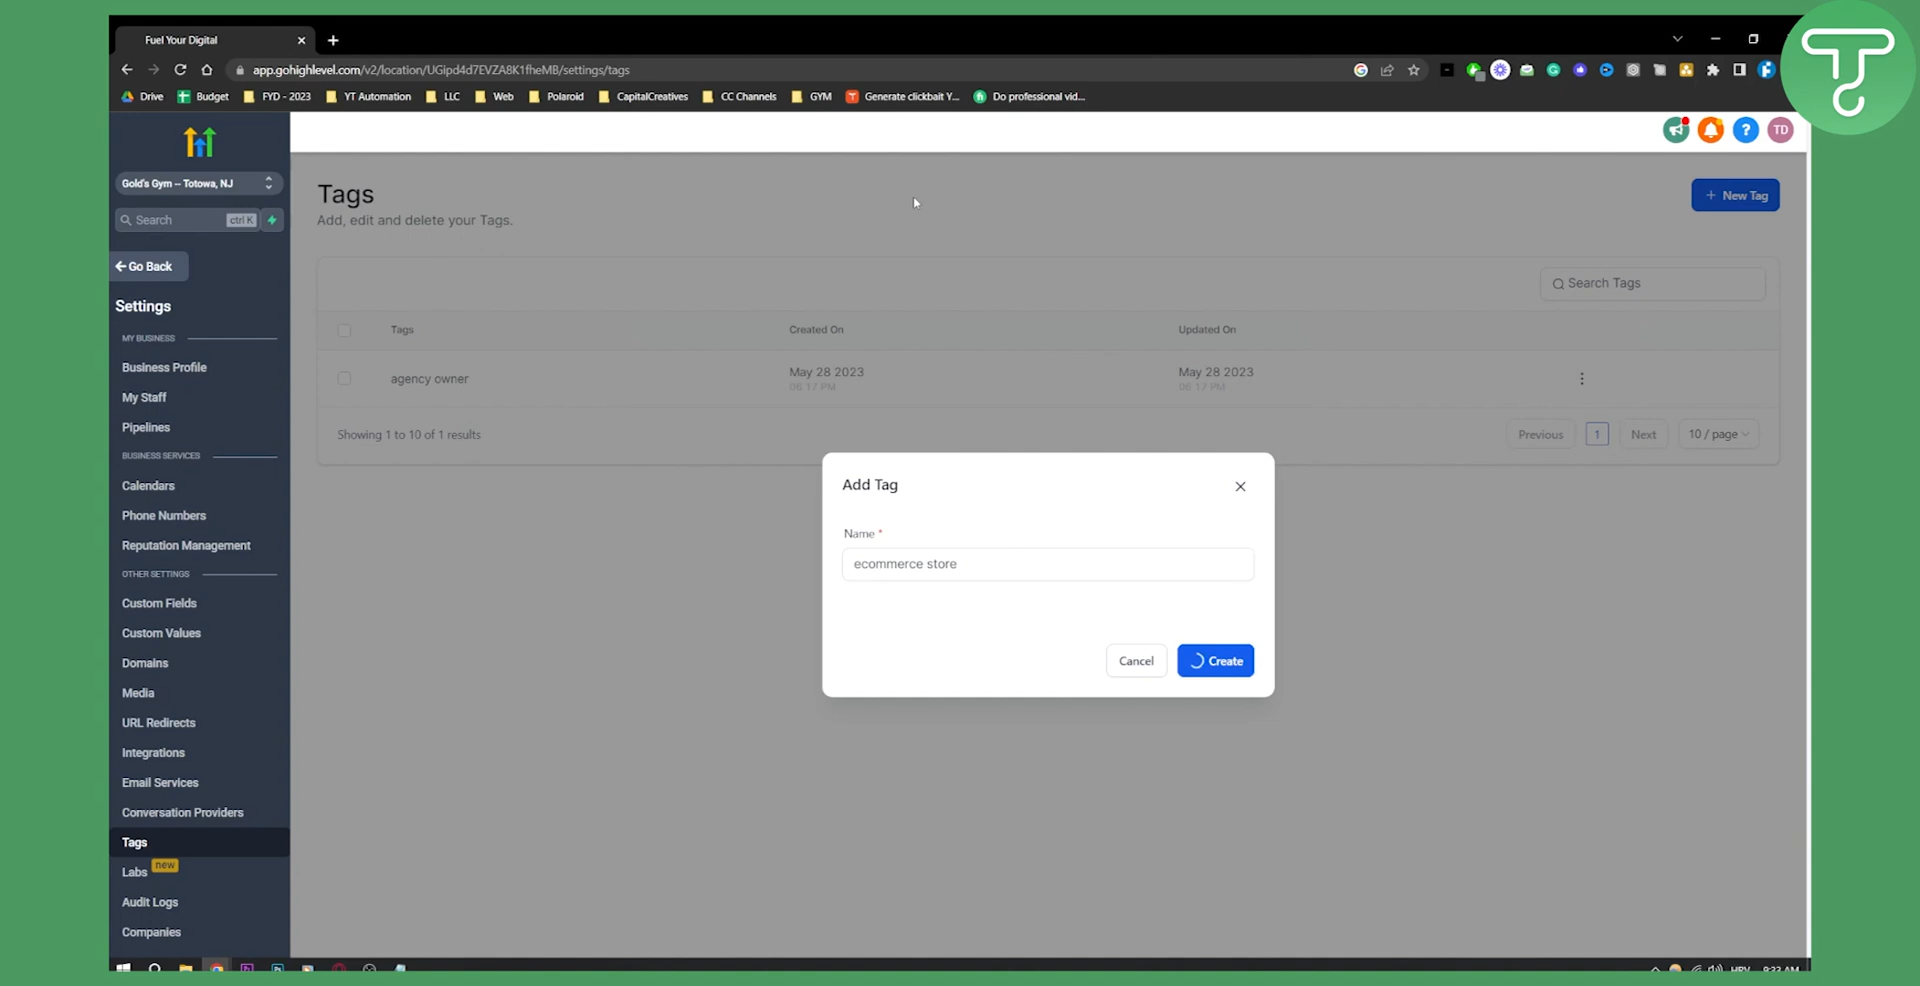 Fuel Your Digital
app.gohighlevel.com/v2/location/UGipd4d7EVZA8K1fheMB/settings/tags
Drive
Budget
FYD - 2023
YT Automation
LLC
Web
Polaroid
CapitalCreatives
CC Channels
GYM
Generate clickbait Y...
Do professional vid...
TD
Gold's Gym -- Totowa, NJ
Search
ctrl K
Go Back
Settings
MY BUSINESS
Business Profile
My Staff
Pipelines
BUSINESS SERVICES
Calendars
Phone Numbers
Reputation Management
OTHER SETTINGS
Custom Fields
Custom Values
Domains
Media
URL Redirects
Integrations
Email Services
Conversation Providers
Tags
Labs new
Audit Logs
Companies
Tags
Add, edit and delete your Tags.
+ New Tag
Search Tags
Tags
Created On
Updated On
agency owner
May 28 2023
06 17 PM
May 28 2023
06 17 PM
Showing 1 to 10 of 1 results
Previous
1
Next
10 / page
Add Tag
Name *
ecommerce store
Cancel
Create
HRV
9:33 AM